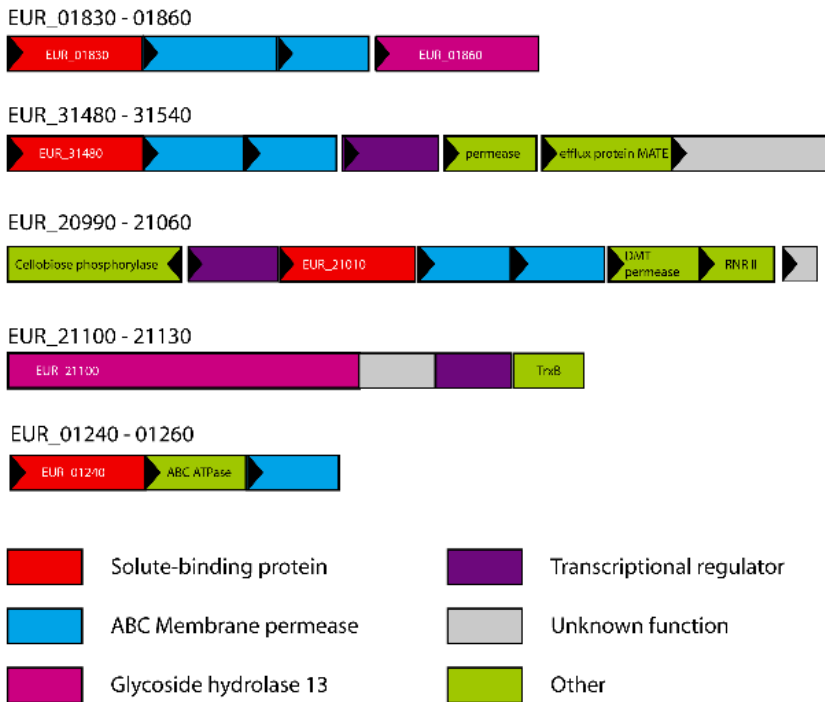 EUR_01830 - 01860
EUR_01830
EUR_01860
EUR_31480 - 31540
EUR_31480
permease
efflux protein MATE
EUR_20990 - 21060
Cellobiose phosphorylase
EUR_21010
DMT
permease
RNR II
EUR_21100 - 21130
EUR_21100
TrxB
EUR_01240 - 01260
EUR_01240
ABC ATPase
Solute-binding protein
Transcriptional regulator
ABC Membrane permease
Unknown function
Glycoside hydrolase 13
Other